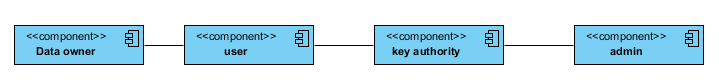 <<component>>
Data owner
<<component>>
user
<<component>>
key authority
<<component>>
admin